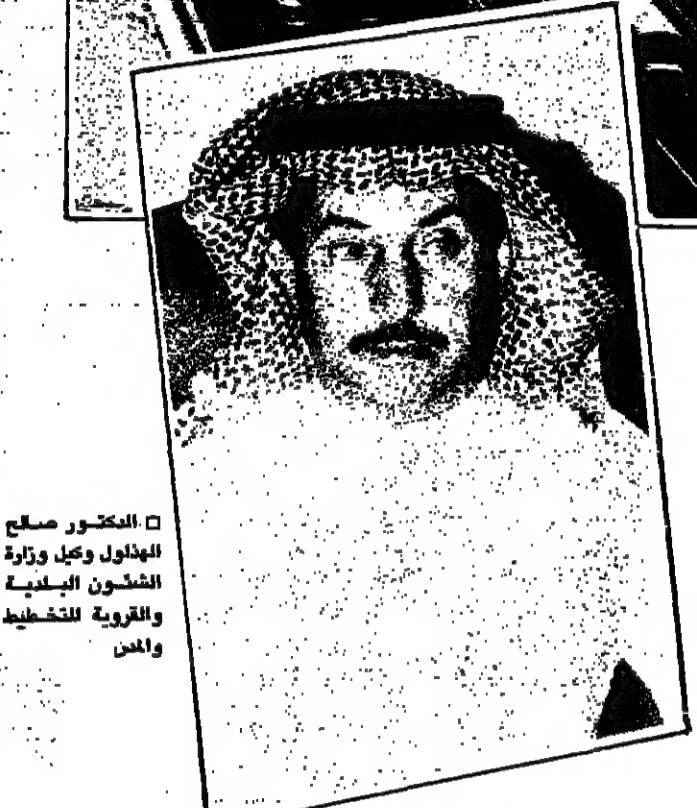 □ الدكتور صالح
الهذلول وكيل وزارة
الشئون البلدية
والقروية للتخطيط
والمدن